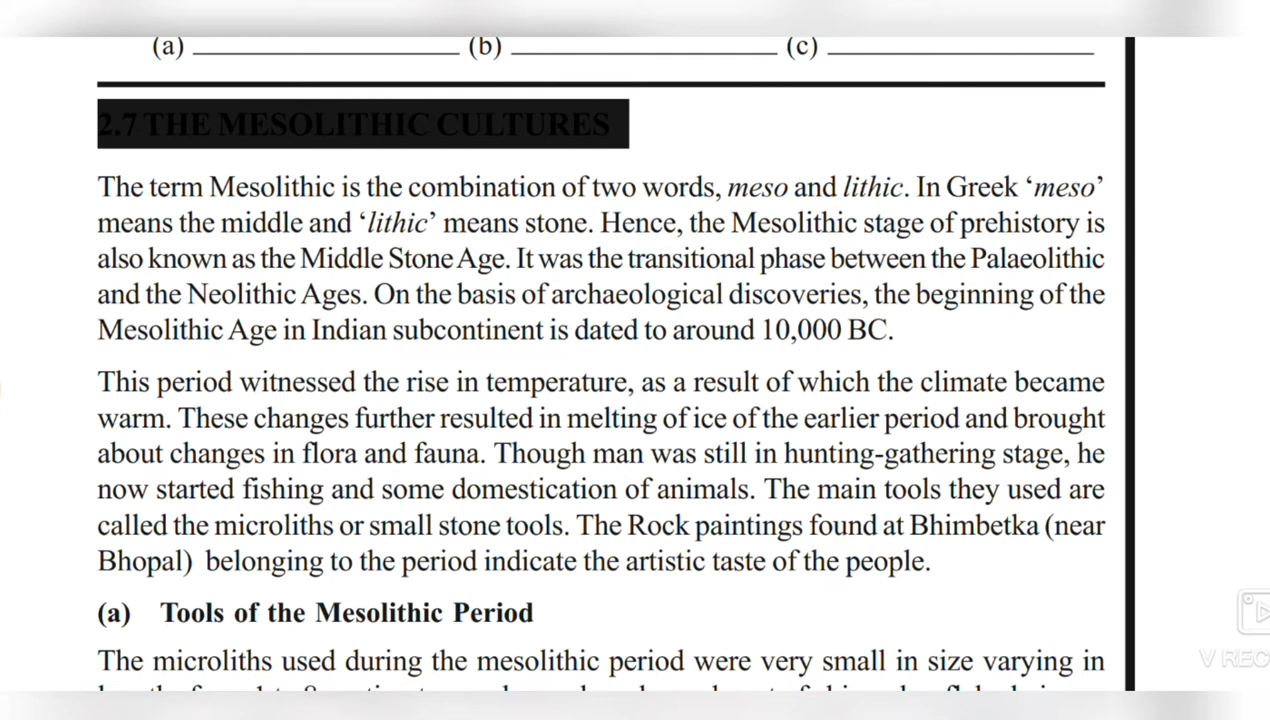 (a) ____________________ (b) ____________________ (c) ____________________
2.7 THE MESOLITHIC CULTURES
The term Mesolithic is the combination of two words, meso and lithic. In Greek ‘meso’
means the middle and ‘lithic’ means stone. Hence, the Mesolithic stage of prehistory is
also known as the Middle Stone Age. It was the transitional phase between the Palaeolithic
and the Neolithic Ages. On the basis of archaeological discoveries, the beginning of the
Mesolithic Age in Indian subcontinent is dated to around 10,000 BC.
This period witnessed the rise in temperature, as a result of which the climate became
warm. These changes further resulted in melting of ice of the earlier period and brought
about changes in flora and fauna. Though man was still in hunting-gathering stage, he
now started fishing and some domestication of animals. The main tools they used are
called the microliths or small stone tools. The Rock paintings found at Bhimbetka (near
Bhopal) belonging to the period indicate the artistic taste of the people.
(a) Tools of the Mesolithic Period
The microliths used during the mesolithic period were very small in size varying in
V REC